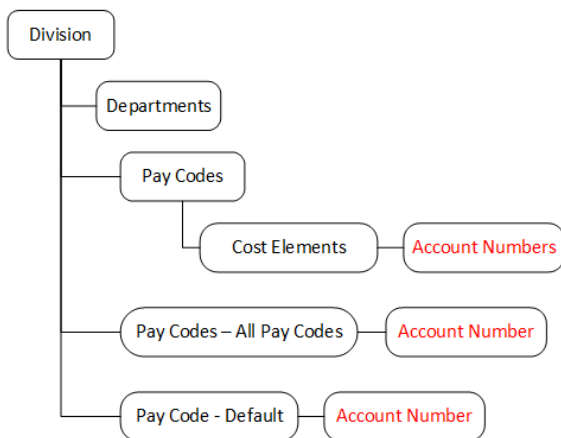 Division
Departments
Pay Codes
Cost Elements
Account Numbers
Pay Codes – All Pay Codes
Account Number
Pay Code - Default
Account Number